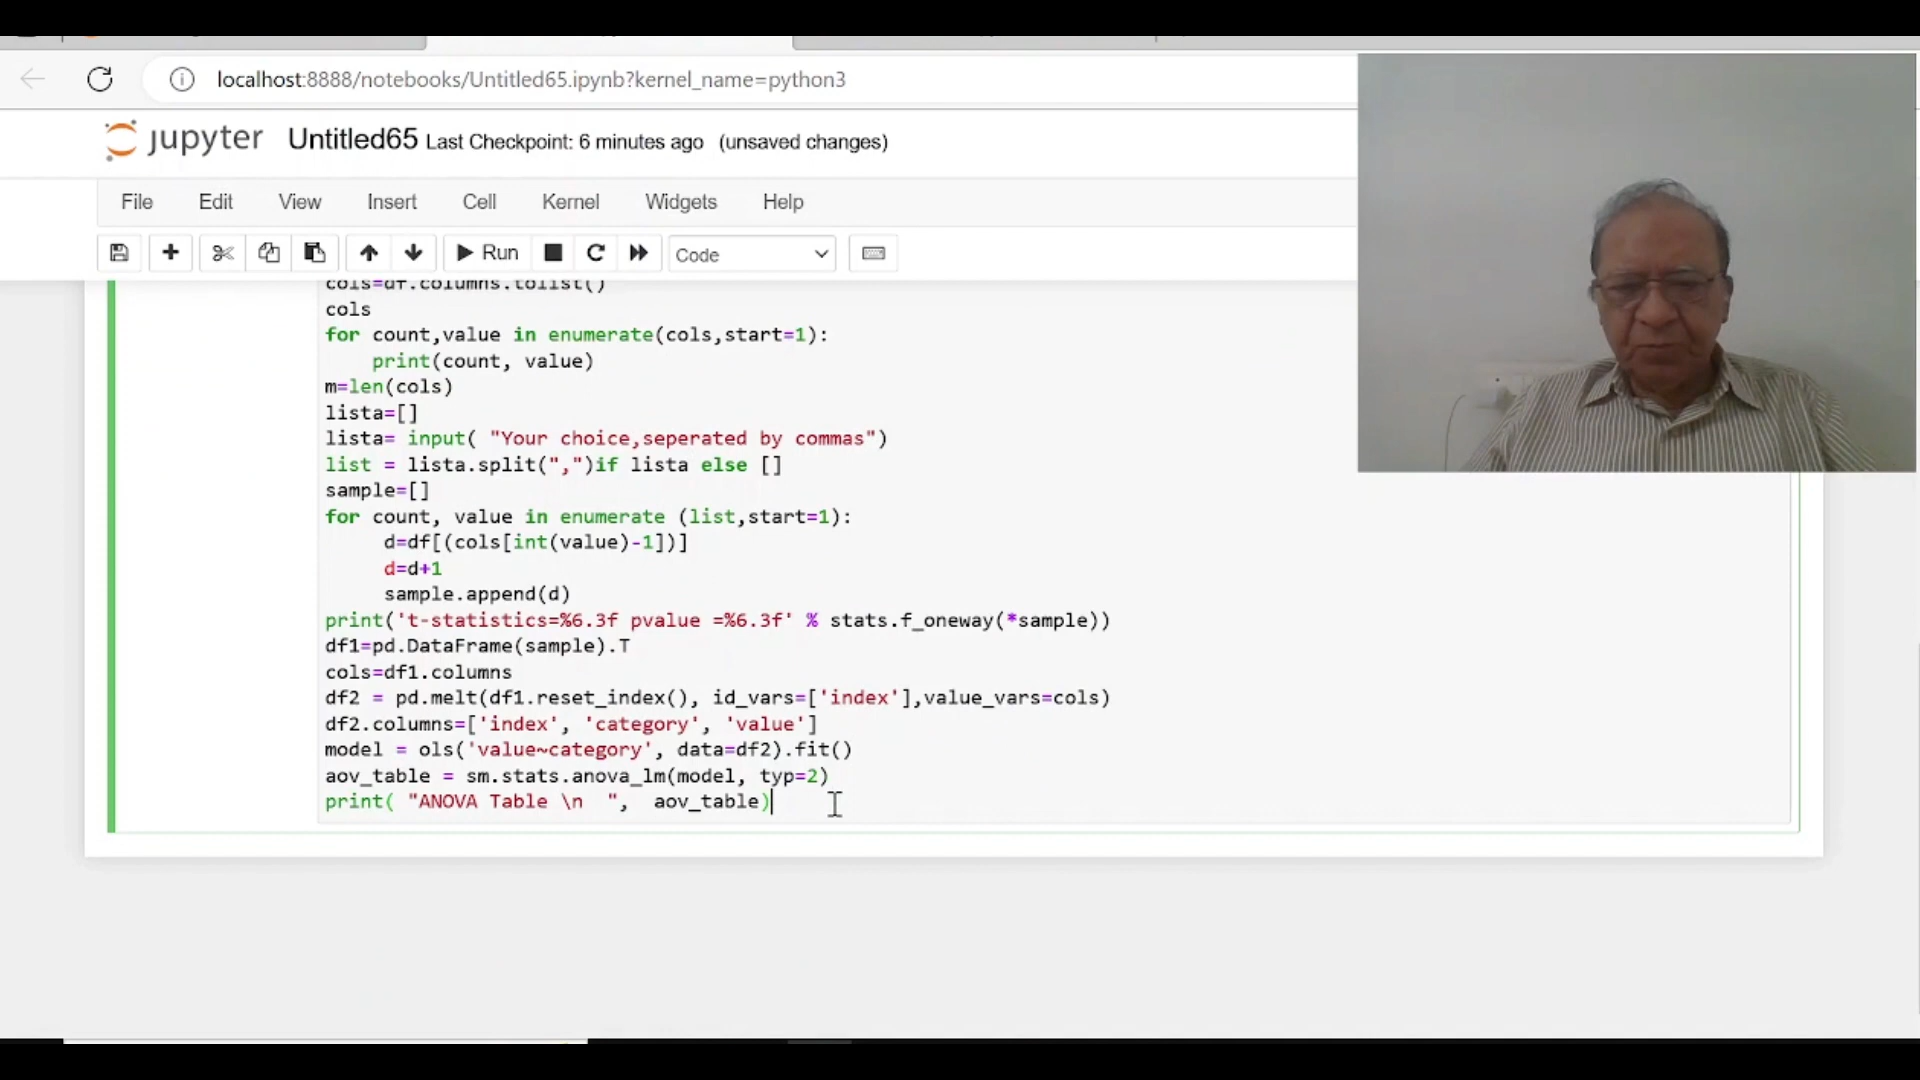 localhost:8888/notebooks/Untitled65.ipynb?kernel_name=python3
jupyter Untitled65 Last Checkpoint: 6 minutes ago (unsaved changes)
File Edit View Insert Cell Kernel Widgets Help
Run Code
cols=df.columns.tolist()
cols
for count,value in enumerate(cols,start=1):
    print(count, value)
m=len(cols)
lista=[]
lista= input( "Your choice,seperated by commas")
list = lista.split(",")if lista else []
sample=[]
for count, value in enumerate (list,start=1):
     d=df[(cols[int(value)-1])]
     d=d+1
     sample.append(d)
print('t-statistics=%6.3f pvalue =%6.3f' % stats.f_oneway(*sample))
df1=pd.DataFrame(sample).T
cols=df1.columns
df2 = pd.melt(df1.reset_index(), id_vars=['index'],value_vars=cols)
df2.columns=['index', 'category', 'value']
model = ols('value~category', data=df2).fit()
aov_table = sm.stats.anova_lm(model, typ=2)
print( "ANOVA Table \n  ",  aov_table)